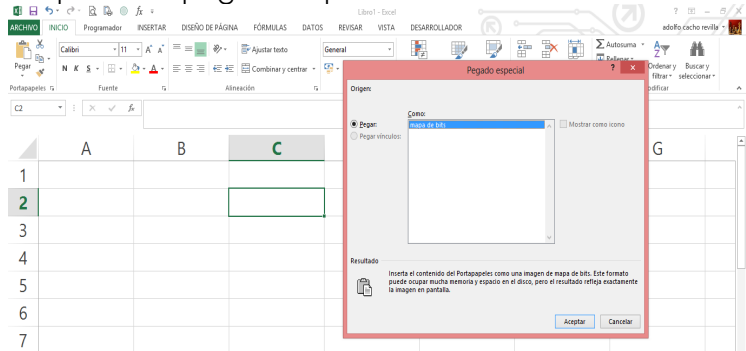 Libro1 - Excel
ARCHIVO INICIO Programador INSERTAR DISEÑO DE PÁGINA FÓRMULAS DATOS REVISAR VISTA DESARROLLADOR adolfo cacho revilla
Pegar
Calibri 11 A A
N K S A
Ajustar texto
Combinar y centrar
General
Autosuma
Rellenar
Ordenar y filtrar
Buscar y seleccionar
Portapapeles Fuente Alineación
C2 fx
A B C G
1
2
3
4
5
6
7
Pegado especial ? x
Origen:
Como:
Pegar:
Pegar vínculos:
mapa de bits
Mostrar como icono
Resultado
Inserta el contenido del Portapapeles como una imagen de mapa de bits. Este formato
puede ocupar mucha memoria y espacio en el disco, pero el resultado refleja exactamente
la imagen en pantalla.
Aceptar Cancelar